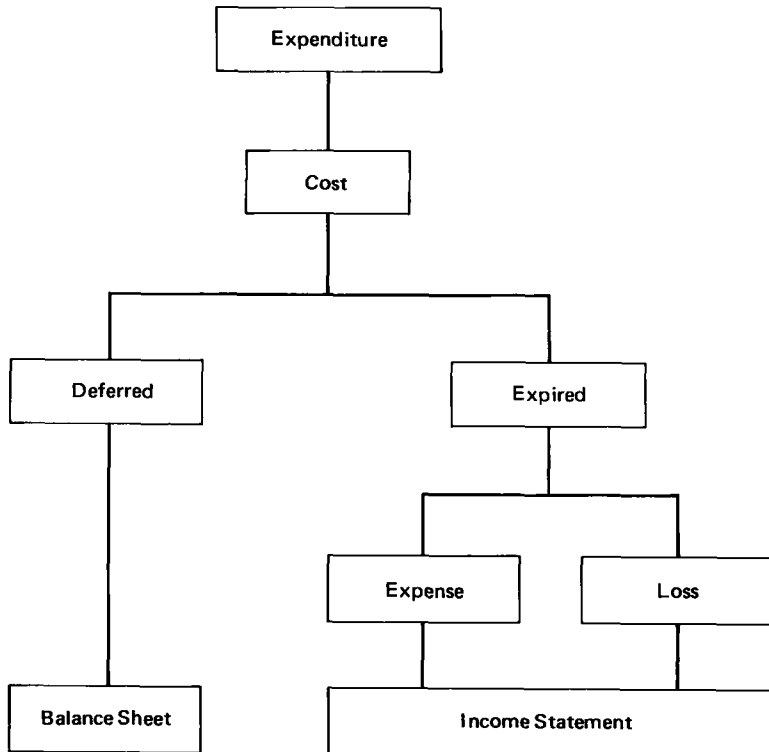 Expenditure
Cost
Deferred
Expired
Expense
Loss
Balance Sheet
Income Statement